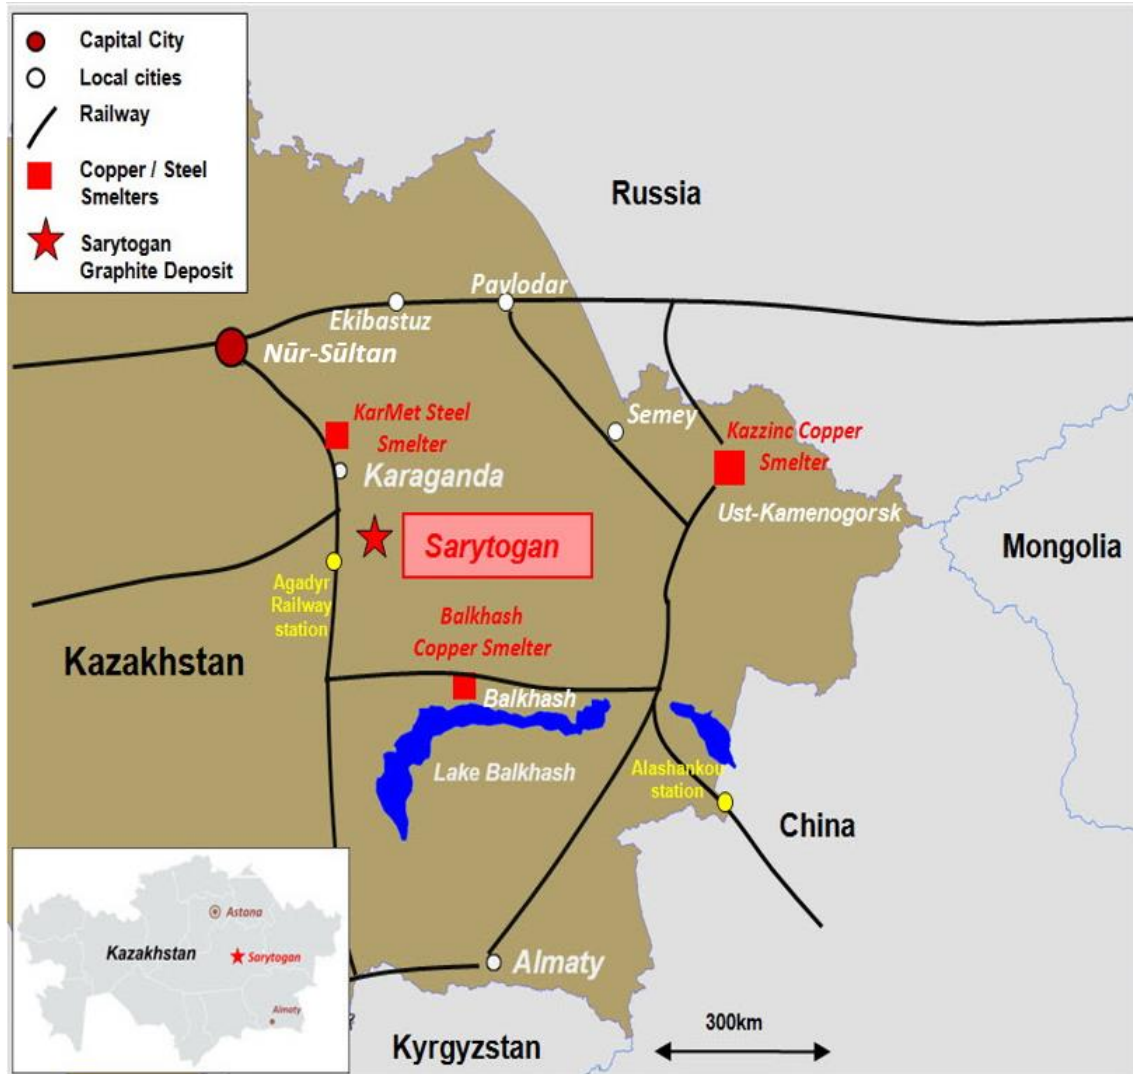 Capital City
Local cities
Railway
Copper / Steel
Smelters
Sarytogan
Graphite Deposit
Russia
Pavlodar
Ekibastuz
Nūr-Sūltan
KarMet Steel
Smelter
Semey
Kazzinc Copper
Smelter
Karaganda
Ust-Kamenogorsk
Sarytogan
Mongolia
Agadyr
Railway
station
Balkhash
Copper Smelter
Kazakhstan
Balkhash
Lake Balkhash
Alashankou
station
China
Astana
Kazakhstan
Sarytogan
Almaty
Almaty
300km
Kyrgyzstan